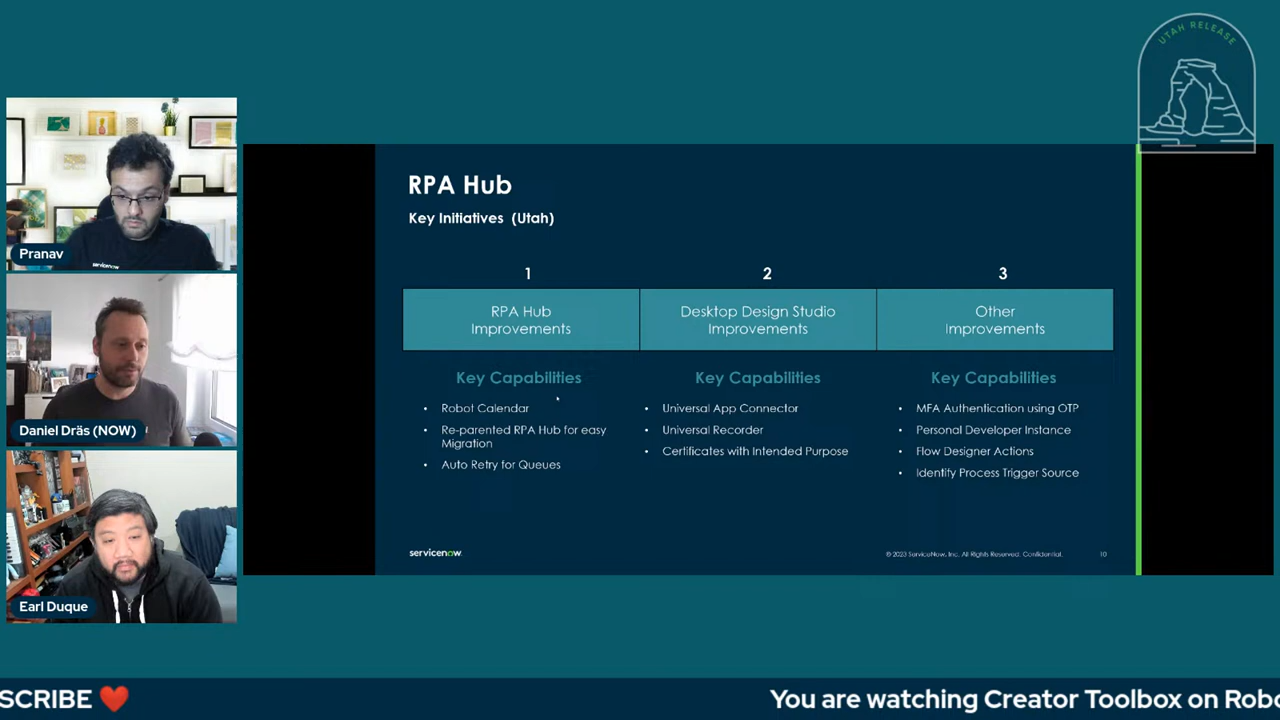 UTAH RELEASE
RPA Hub
Key Initiatives (Utah)
1
2
3
RPA Hub
Improvements
Desktop Design Studio
Improvements
Other
Improvements
Key Capabilities
• Robot Calendar
• Re-parented RPA Hub for easy
Migration
• Auto Retry for Queues
Key Capabilities
• Universal App Connector
• Universal Recorder
• Certificates with Intended Purpose
Key Capabilities
• MFA Authentication using OTP
• Personal Developer Instance
• Flow Designer Actions
• Identify Process Trigger Source
servicenow
© 2023 ServiceNow, Inc. All Rights Reserved. Confidential.
10
servicenow
Pranav
Daniel Dräs (NOW)
Earl Duque
SCRIBE ❤️
You are watching Creator Toolbox on Robo